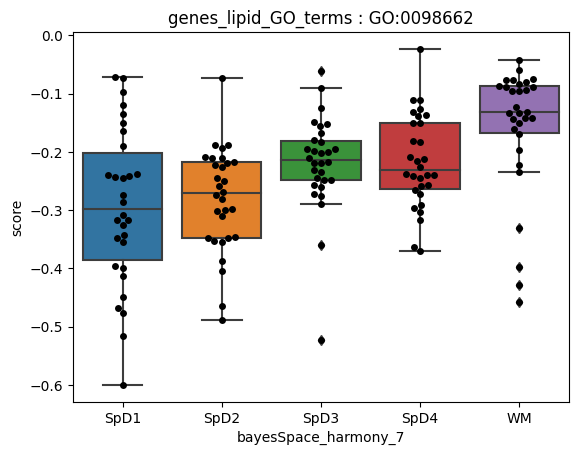 genes_lipid_GO_terms : GO:0098662
0.0
−0.1
−0.2
−0.3
−0.4
−0.5
−0.6
score
SpD1 SpD2 SpD3 SpD4 WM
bayesSpace_harmony_7